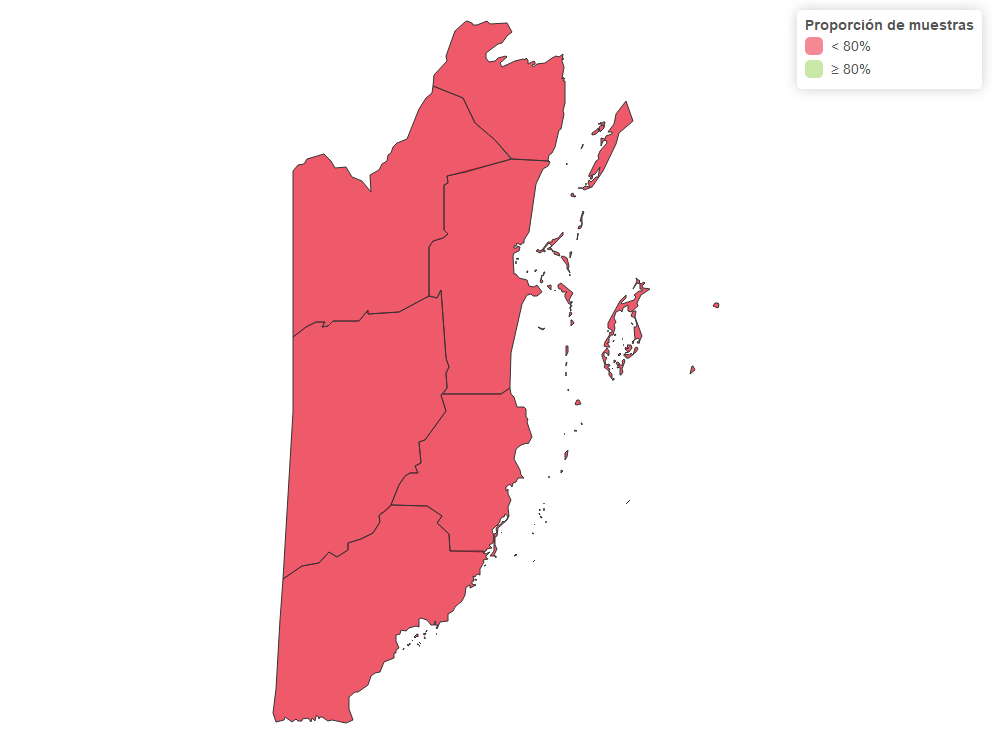 Proporción de muestras
< 80%
≥ 80%